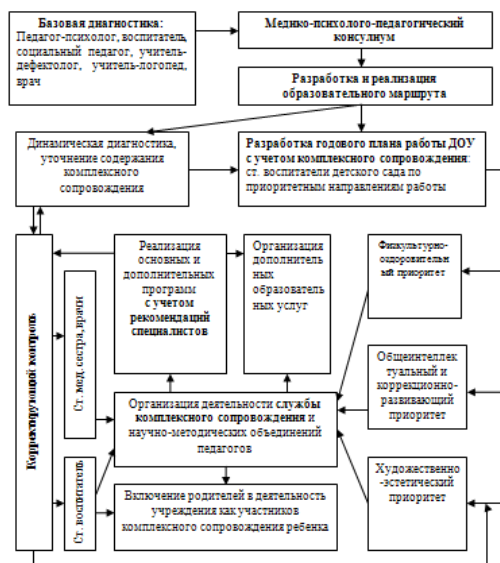 Базовая диагностика:
Педагог-психолог, воспитатель,
социальный педагог, учитель-
дефектолог, учитель-логопед,
врач
Медико-психолого-педагогический
консилиум
Разработка и реализация
образовательного маршрута
Динамическая диагностика,
уточнение содержания
комплексного
сопровождения
Разработка годового плана работы ДОУ
с учетом комплексного сопровождения:
ст. воспитатели детского сада по
приоритетным направлениям работы
Корректирующий контроль
Ст. мед. сестра, врачи
Ст. воспитатель
Реализация
основных и
дополнительных
программ
с учетом
рекомендаций
специалистов
Организация
дополнитель
ных
образователь
ных услуг
Физкультурно-
оздоровительн
ый приоритет
Общеинтеллек
туальный и
коррекционно-
развивающий
приоритет
Организация деятельности службы
комплексного сопровождения и
научно-методических объединений
педагогов
Художественно
-эстетический
приоритет
Включение родителей в деятельность
учреждения как участников
комплексного сопровождения ребенка